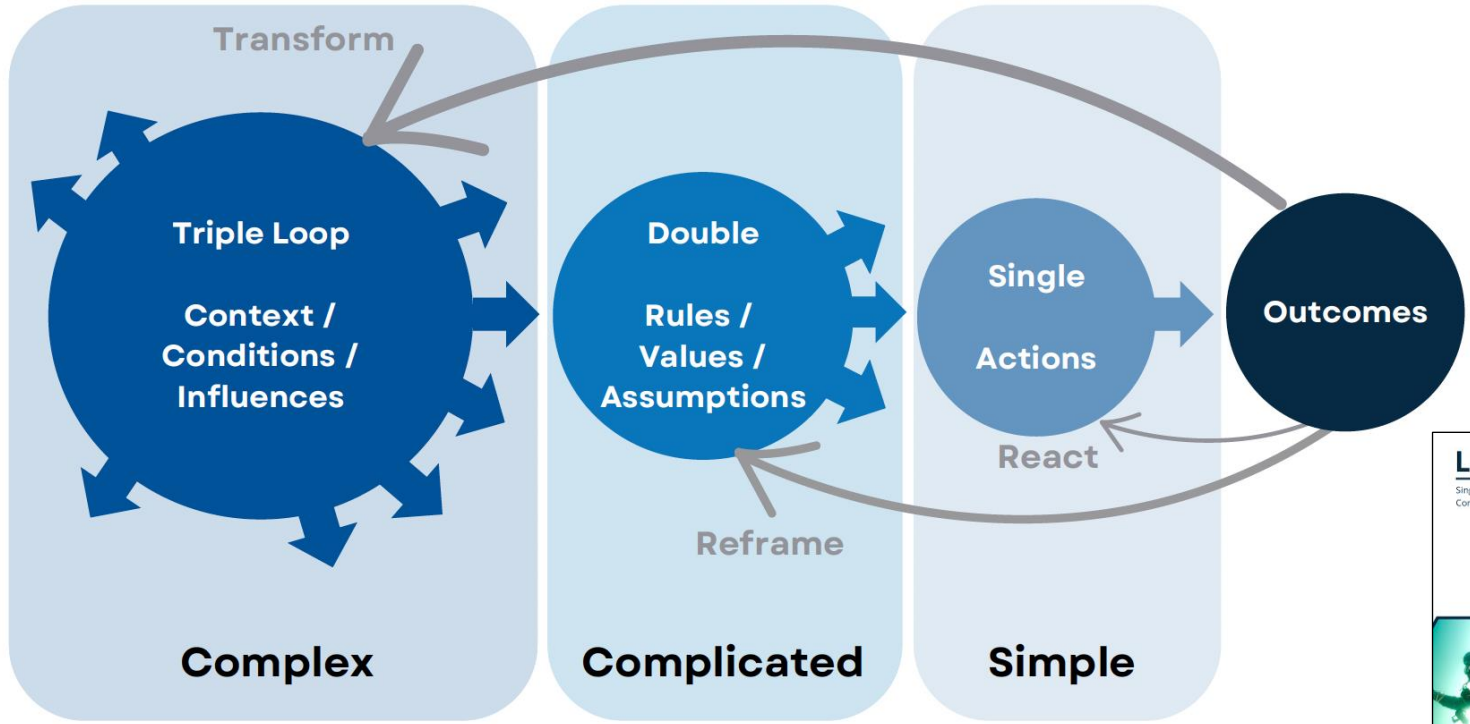 Transform
Triple Loop
Context /
Conditions /
Influences
Double
Rules /
Values /
Assumptions
Single
Actions
Outcomes
React
Reframe
Complex
Complicated
Simple